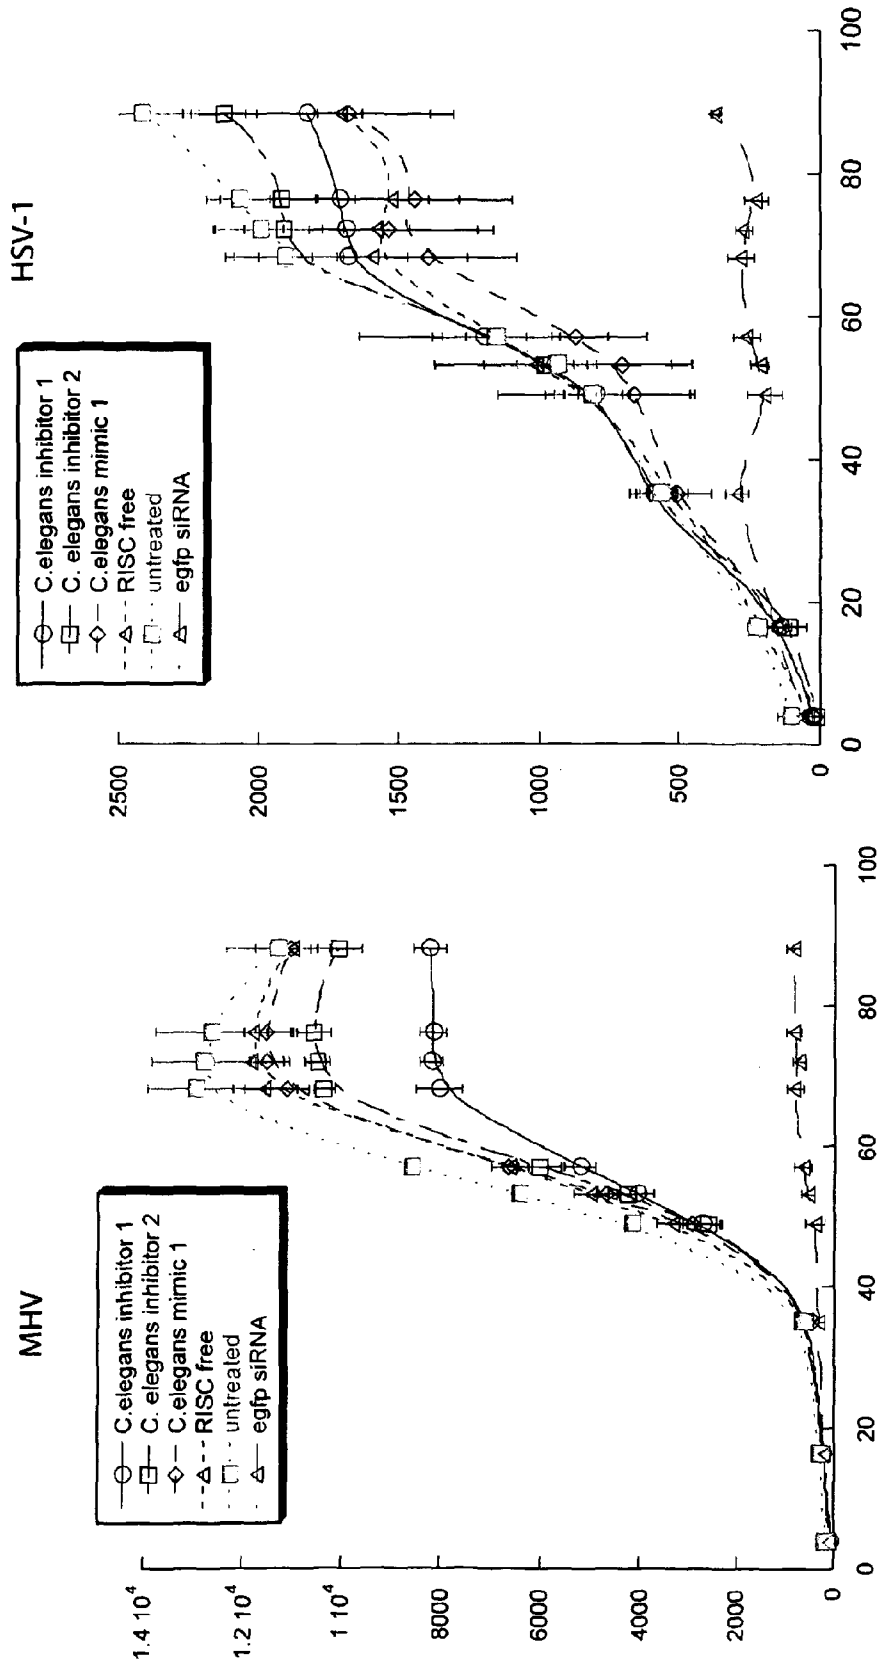 MHV
C.elegans inhibitor 1
C. elegans inhibitor 2
C.elegans mimic 1
RISC free
untreated
egfp siRNA
1.4 10⁴
1.2 10⁴
1 10⁴
8000
6000
4000
2000
0
0
20
40
60
80
100
HSV-1
C.elegans inhibitor 1
C. elegans inhibitor 2
C.elegans mimic 1
RISC free
untreated
egfp siRNA
2500
2000
1500
1000
500
0
0
20
40
60
80
100